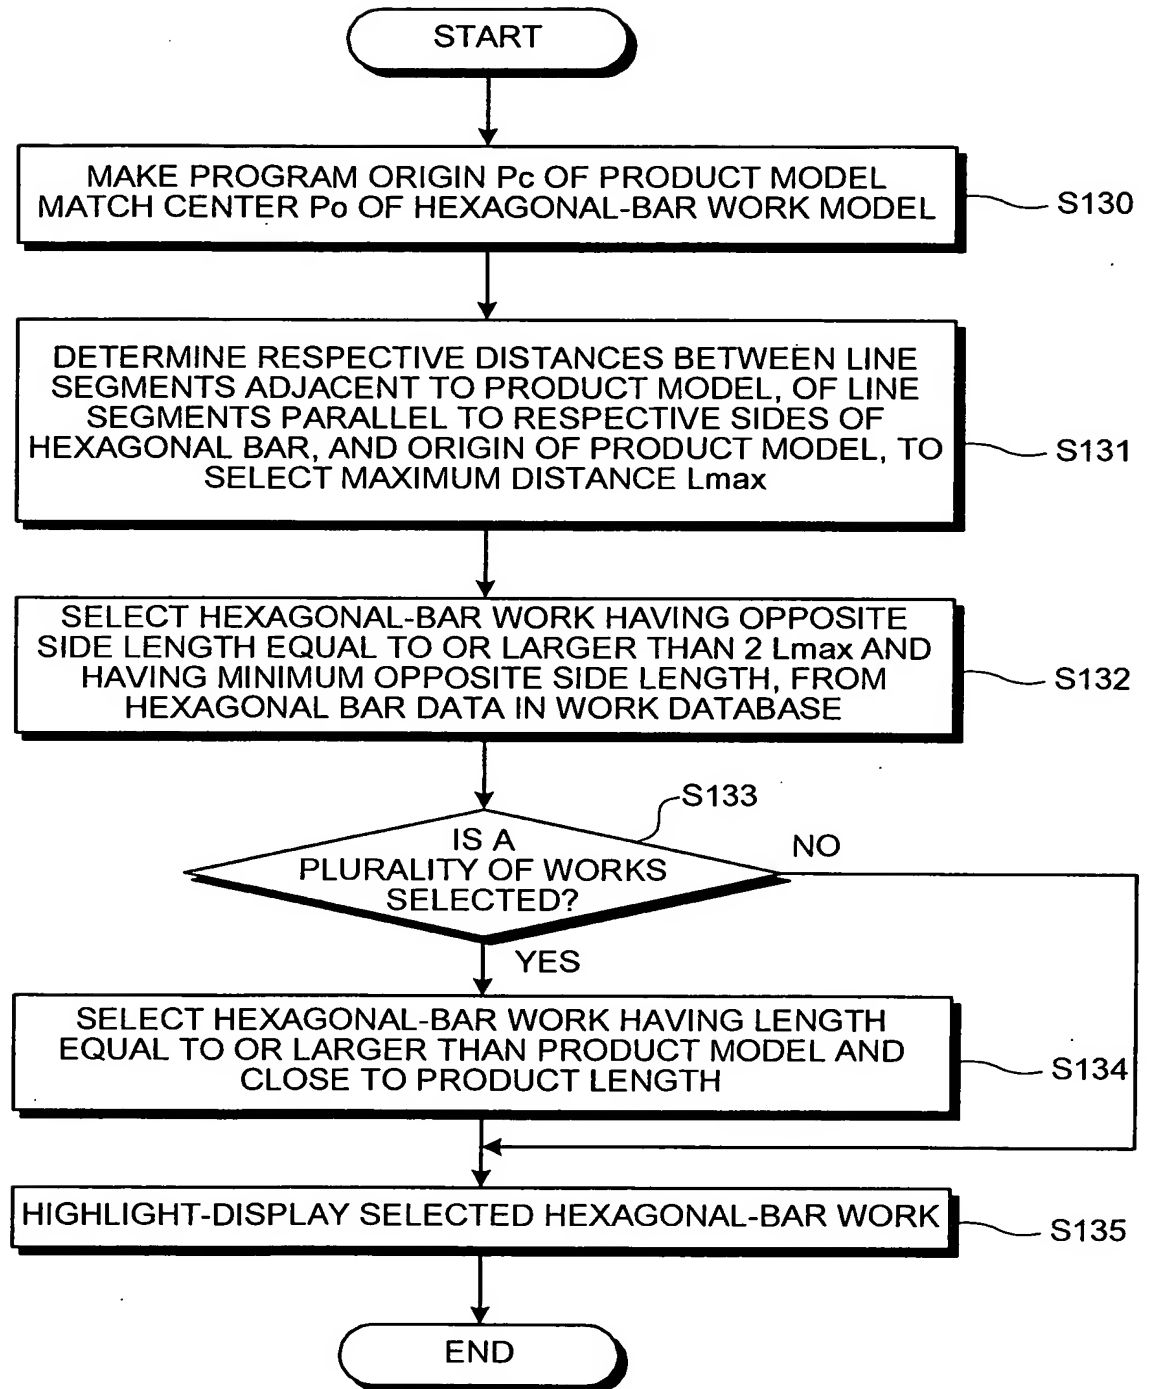 START
MAKE PROGRAM ORIGIN Pc OF PRODUCT MODEL
MATCH CENTER Po OF HEXAGONAL-BAR WORK MODEL
S130
DETERMINE RESPECTIVE DISTANCES BETWEEN LINE
SEGMENTS ADJACENT TO PRODUCT MODEL, OF LINE
SEGMENTS PARALLEL TO RESPECTIVE SIDES OF
HEXAGONAL BAR, AND ORIGIN OF PRODUCT MODEL, TO
SELECT MAXIMUM DISTANCE Lmax
S131
SELECT HEXAGONAL-BAR WORK HAVING OPPOSITE
SIDE LENGTH EQUAL TO OR LARGER THAN 2 Lmax AND
HAVING MINIMUM OPPOSITE SIDE LENGTH, FROM
HEXAGONAL BAR DATA IN WORK DATABASE
S132
S133
IS A
PLURALITY OF WORKS
SELECTED?
NO
YES
SELECT HEXAGONAL-BAR WORK HAVING LENGTH
EQUAL TO OR LARGER THAN PRODUCT MODEL AND
CLOSE TO PRODUCT LENGTH
S134
HIGHLIGHT-DISPLAY SELECTED HEXAGONAL-BAR WORK
S135
END